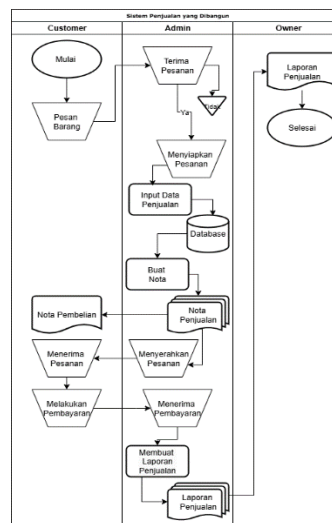 Sistem Penjualan yang Dibangun
Customer
Admin
Owner
Mulai
Terima
Pesanan
Laporan
Penjualan
Pesan
Barang
Tidak
Ya
Selesai
Menyiapkan
Pesanan
Input Data
Penjualan
Database
Buat
Nota
Nota Pembelian
Nota
Penjualan
Menerima
Pesanan
Menyerahkan
Pesanan
Melakukan
Pembayaran
Menerima
Pembayaran
Membuat
Laporan
Penjualan
Laporan
Penjualan